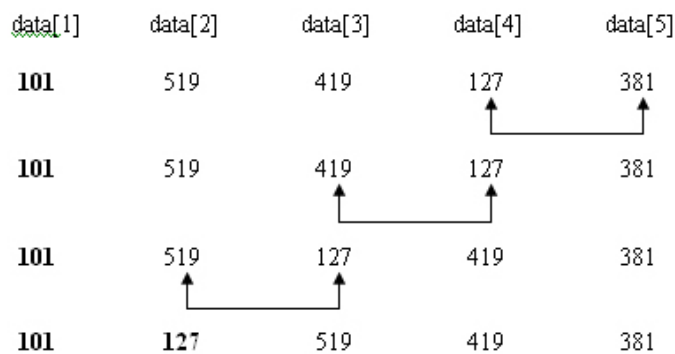 data[1] data[2] data[3] data[4] data[5]
101 519 419 127 381
101 519 419 127 381
101 519 127 419 381
101 127 519 419 381